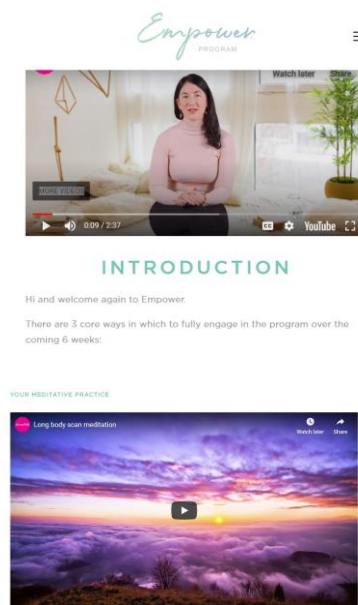 Empower
PROGRAM
Watch later
Share
MORE VIDEOS
0:09 / 2:37
CC
YouTube
INTRODUCTION
Hi and welcome again to Empower.
There are 3 core ways in which to fully engage in the program over the
coming 6 weeks:
YOUR MEDITATIVE PRACTICE
Long body scan meditation
Watch later
Share